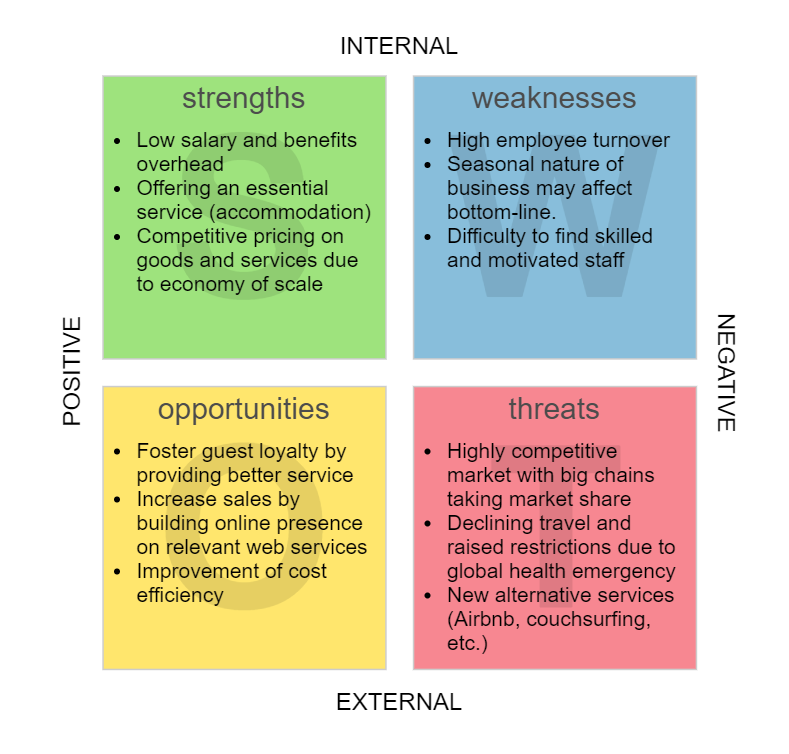 INTERNAL
strengths
• Low salary and benefits
overhead
• Offering an essential
service (accommodation)
• Competitive pricing on
goods and services due
to economy of scale
S
weaknesses
• High employee turnover
• Seasonal nature of
business may affect
bottom-line.
• Difficulty to find skilled
and motivated staff
W
POSITIVE
NEGATIVE
opportunities
• Foster guest loyalty by
providing better service
• Increase sales by
building online presence
on relevant web services
• Improvement of cost
efficiency
O
threats
• Highly competitive
market with big chains
taking market share
• Declining travel and
raised restrictions due to
global health emergency
• New alternative services
(Airbnb, couchsurfing,
etc.)
T
EXTERNAL